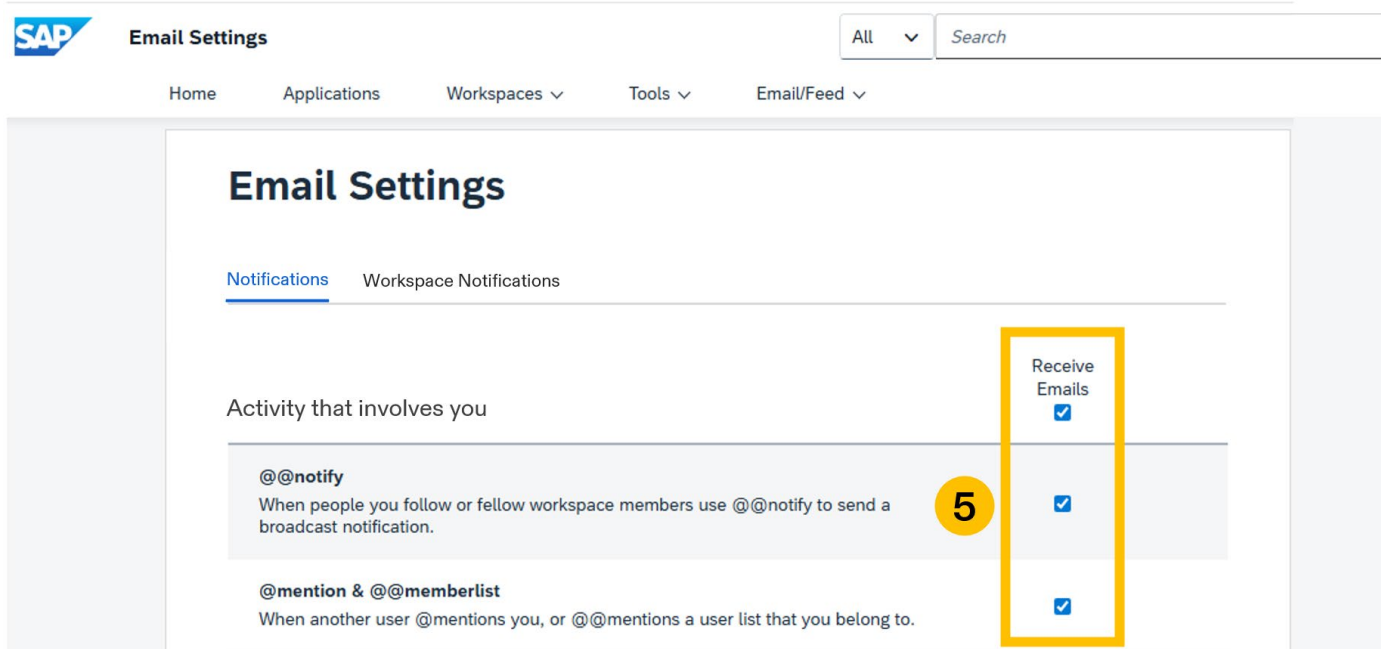 SAP Email Settings All Search
Home Applications Workspaces Tools Email/Feed
Email Settings
Notifications Workspace Notifications
Receive
Emails
Activity that involves you
@@notify
When people you follow or fellow workspace members use @@notify to send a
broadcast notification.
5
@mention & @@memberlist
When another user @mentions you, or @@mentions a user list that you belong to.